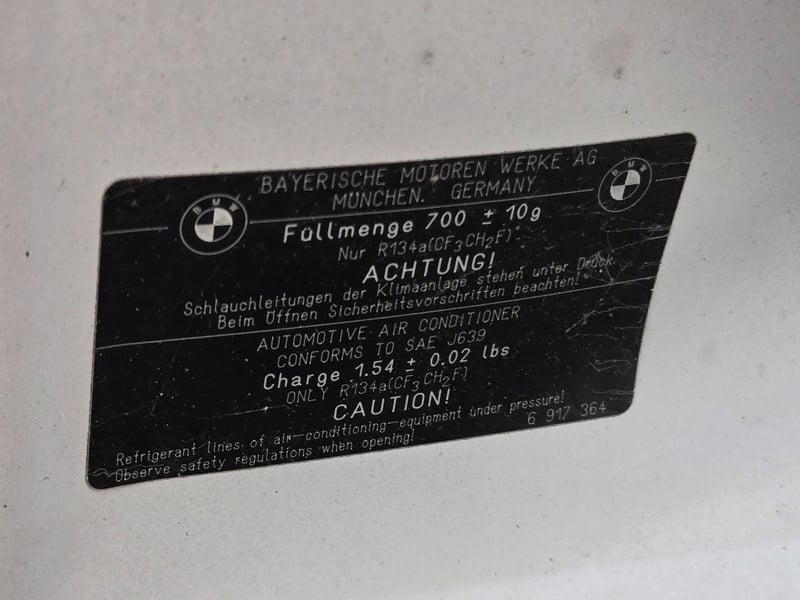 BAYERISCHE MOTOREN WERKE AG
MÜNCHEN, GERMANY
BMW
BMW
Füllmenge 700 ± 10g
Nur R134a(CF₃CH₂F)
ACHTUNG!
Schlauchleitungen der Klimaanlage stehen unter Druck.
Beim Öffnen Sicherheitsvorschriften beachten!
AUTOMOTIVE AIR CONDITIONER
CONFORMS TO SAE J639
Charge 1.54 ± 0.02 lbs
ONLY R134a(CF₃CH₂F)
CAUTION!
Refrigerant lines of air-conditioning-equipment under pressure!
Observe safety regulations when opening!
6 917 364